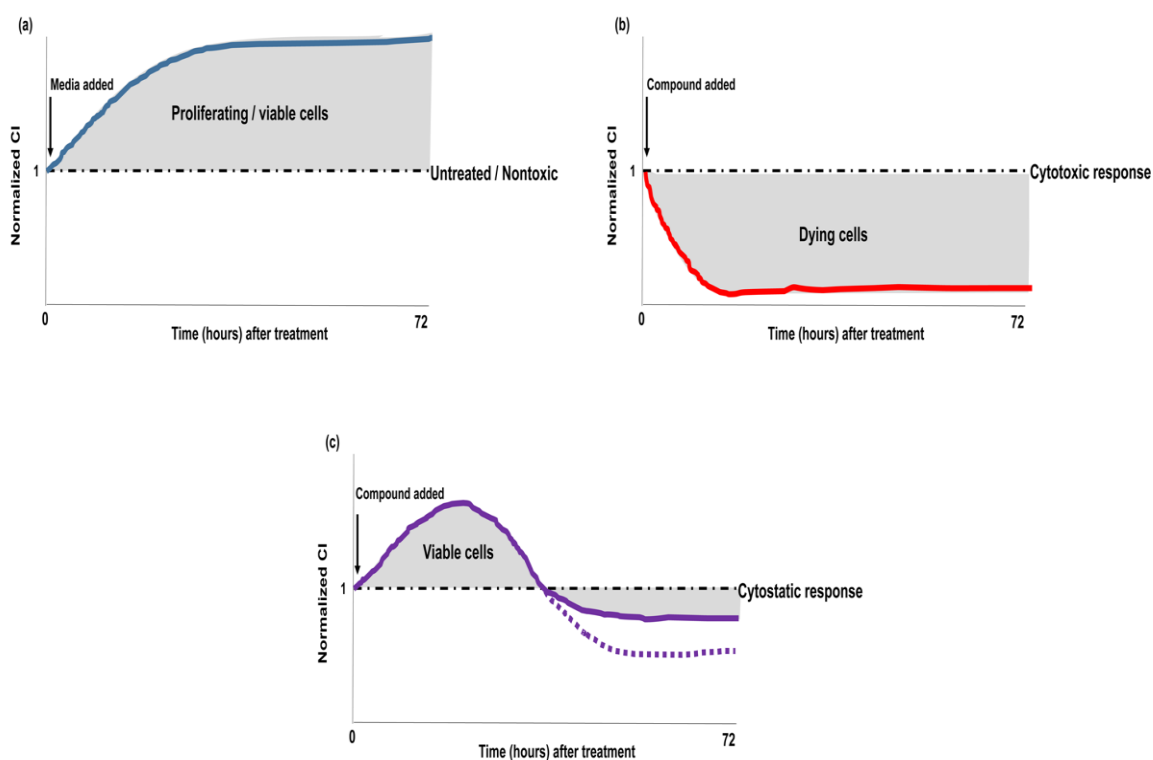 (a)
Media added
Proliferating / viable cells
Normalized CI
1
Untreated / Nontoxic
0
72
Time (hours) after treatment
(b)
Compound added
Normalized CI
1
Cytotoxic response
Dying cells
0
72
Time (hours) after treatment
(c)
Compound added
Viable cells
Normalized CI
1
Cytostatic response
0
72
Time (hours) after treatment